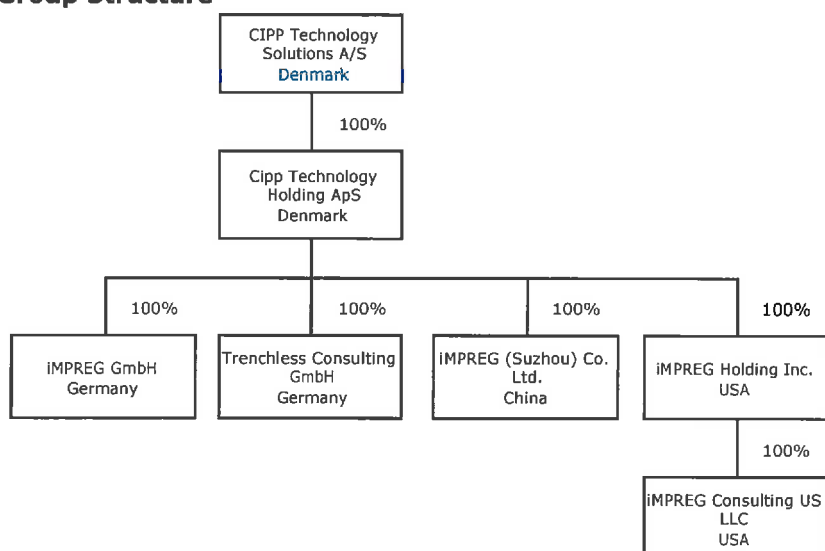 Group Structure
CIPP Technology
Solutions A/S
Denmark
100%
Cipp Technology
Holding ApS
Denmark
100%
100%
100%
100%
iMPREG GmbH
Germany
Trenchless Consulting
GmbH
Germany
iMPREG (Suzhou) Co.
Ltd.
China
iMPREG Holding Inc.
USA
100%
iMPREG Consulting US
LLC
USA